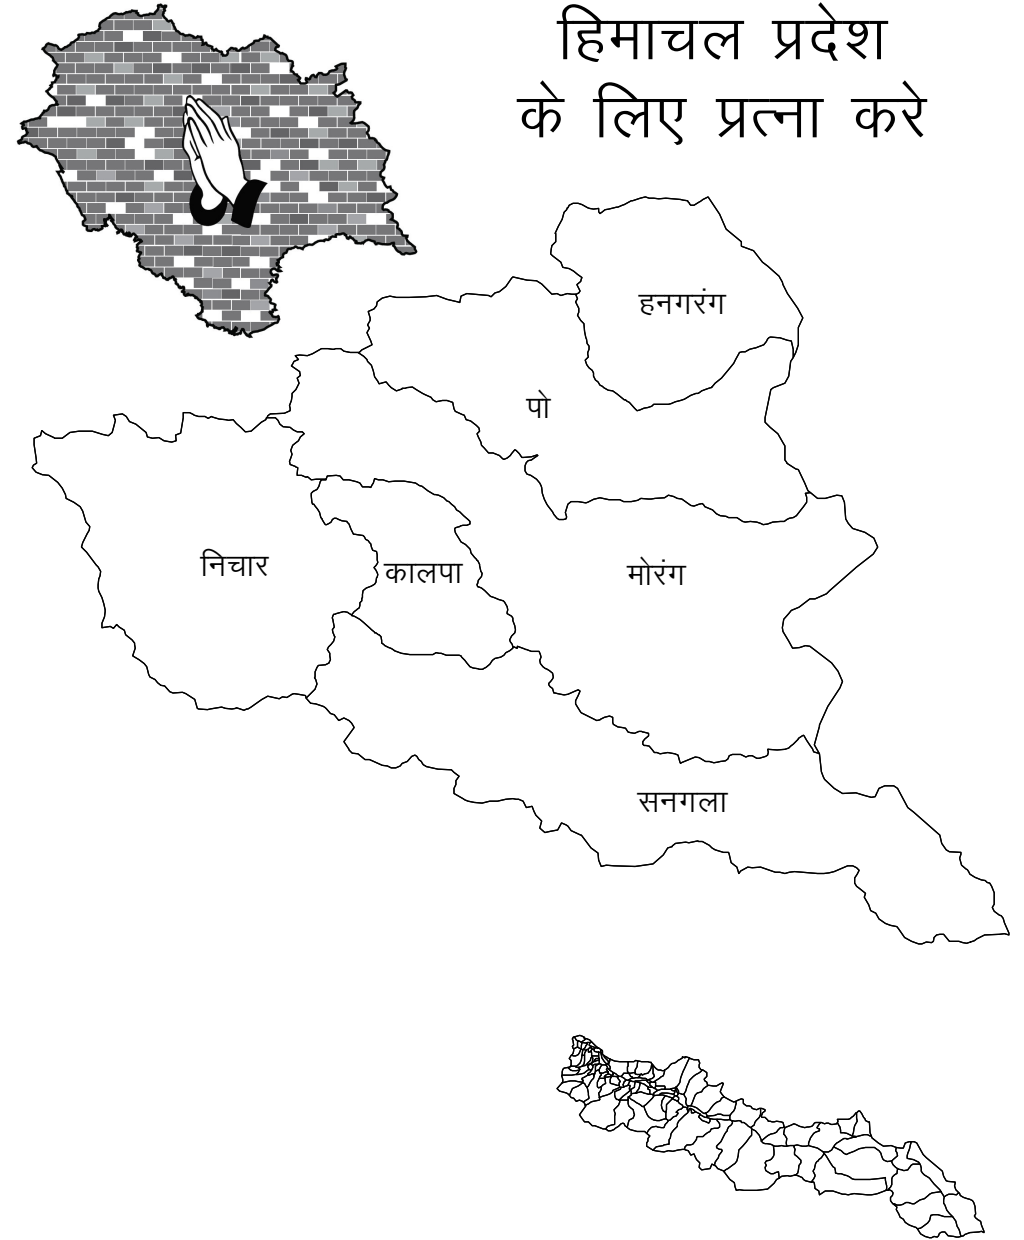 हिमाचल प्रदेश
के लिए प्रत्ना करे
हनगरंग
पो
निचार
कालपा
मोरंग
सनगला